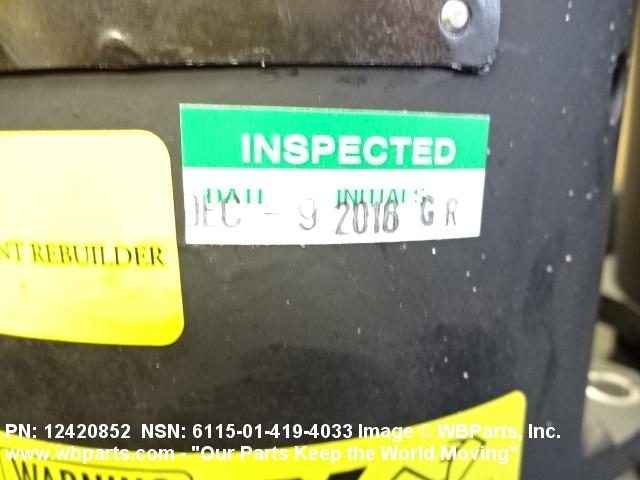 INSPECTED
DATE INITIALS
DEC - 9 2016 G R
NT REBUILDER
PN: 12420852 NSN: 6115-01-419-4033 Image © WBParts, Inc.
www.wbparts.com - "Our Parts Keep the World Moving"
WARNING